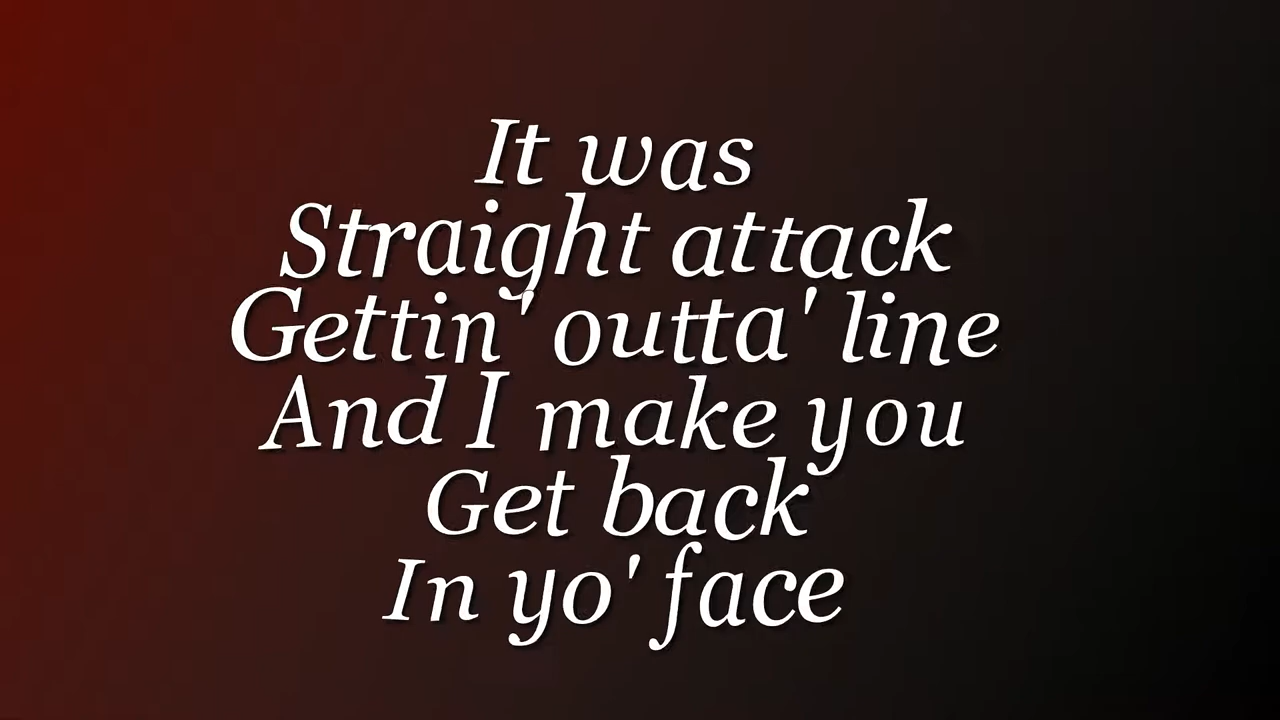 It was
Straight attack
Gettin' outta' line
And I make you
Get back
In yo' face